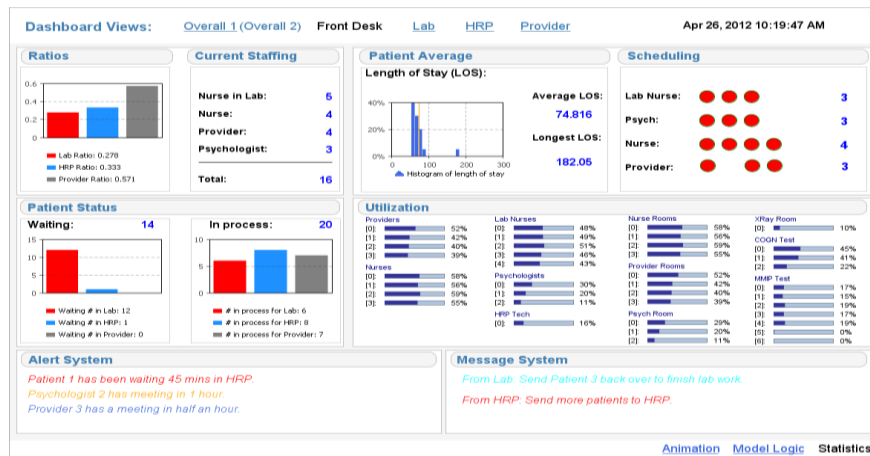 Dashboard Views: Overall 1 (Overall 2) Front Desk Lab HRP Provider Apr 26, 2012 10:19:47 AM
Ratios
0.6
0.4
0.2
0
Lab Ratio: 0.278
HRP Ratio: 0.333
Provider Ratio: 0.571
Current Staffing
Nurse in Lab: 5
Nurse: 4
Provider: 4
Psychologist: 3
Total: 16
Patient Average
Length of Stay (LOS):
40%
20%
0%
0 100 200 300
Histogram of length of stay
Average LOS:
74.816
Longest LOS:
182.05
Scheduling
Lab Nurse: 3
Psych: 3
Nurse: 4
Provider: 3
Patient Status
Waiting: 14
15
10
5
0
Waiting # in Lab: 12
Waiting # in HRP: 1
Waiting # in Provider: 0
In process: 20
10
5
0
# in process for Lab: 6
# in process for HRP: 8
# in process for Provider: 7
Utilization
Providers
[0]: 52%
[1]: 42%
[2]: 40%
[3]: 39%
Nurses
[0]: 58%
[1]: 56%
[2]: 59%
[3]: 55%
Lab Nurses
[0]: 48%
[1]: 49%
[2]: 51%
[3]: 46%
[4]: 43%
Psychologists
[0]: 30%
[1]: 20%
[2]: 11%
HRP Tech
[0]: 16%
Nurse Rooms
[0]: 58%
[1]: 56%
[2]: 59%
[3]: 55%
Provider Rooms
[0]: 52%
[1]: 42%
[2]: 40%
[3]: 39%
Psych Room
[0]: 29%
[1]: 20%
[2]: 11%
XRay Room
[0]: 10%
COGN Test
[0]: 45%
[1]: 41%
[2]: 22%
MMP Test
[0]: 17%
[1]: 15%
[2]: 19%
[3]: 17%
[4]: 19%
[5]: 0%
[6]: 0%
Alert System
Patient 1 has been waiting 45 mins in HRP.
Psychologist 2 has meeting in 1 hour.
Provider 3 has a meeting in half an hour.
Message System
From Lab: Send Patient 3 back over to finish lab work
From HRP: Send more patients to HRP.
Animation Model Logic Statistics